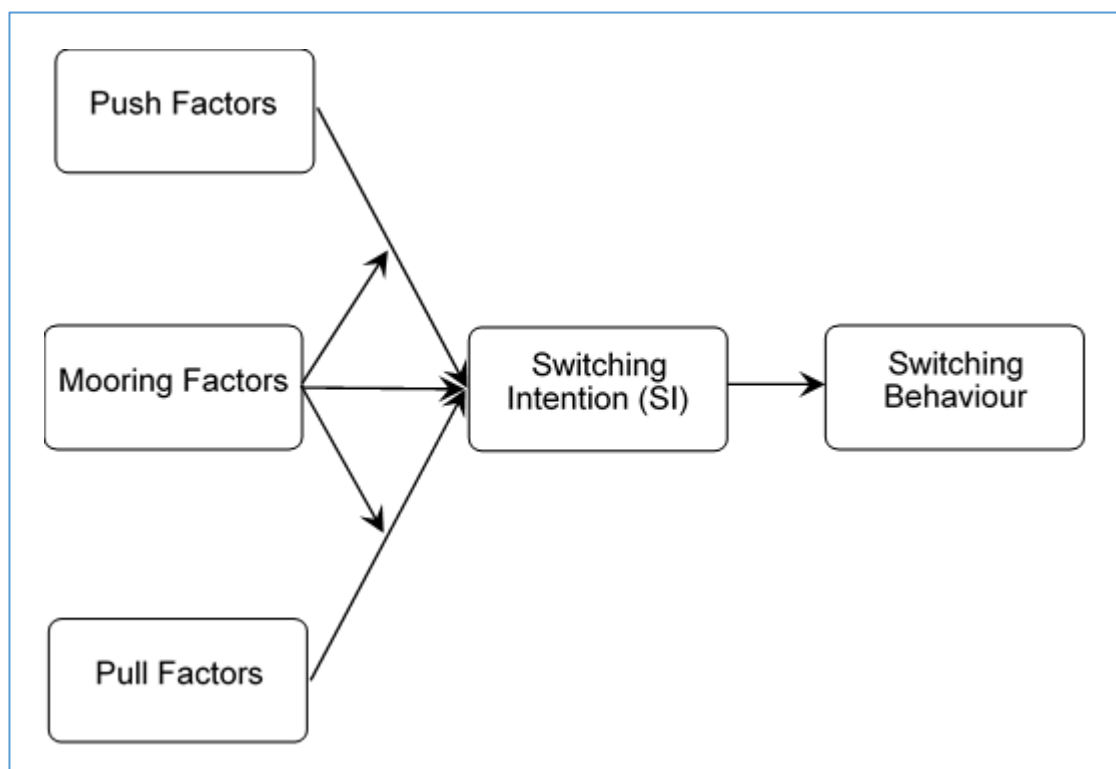 Push Factors
Mooring Factors
Switching
Intention (SI)
Switching
Behaviour
Pull Factors